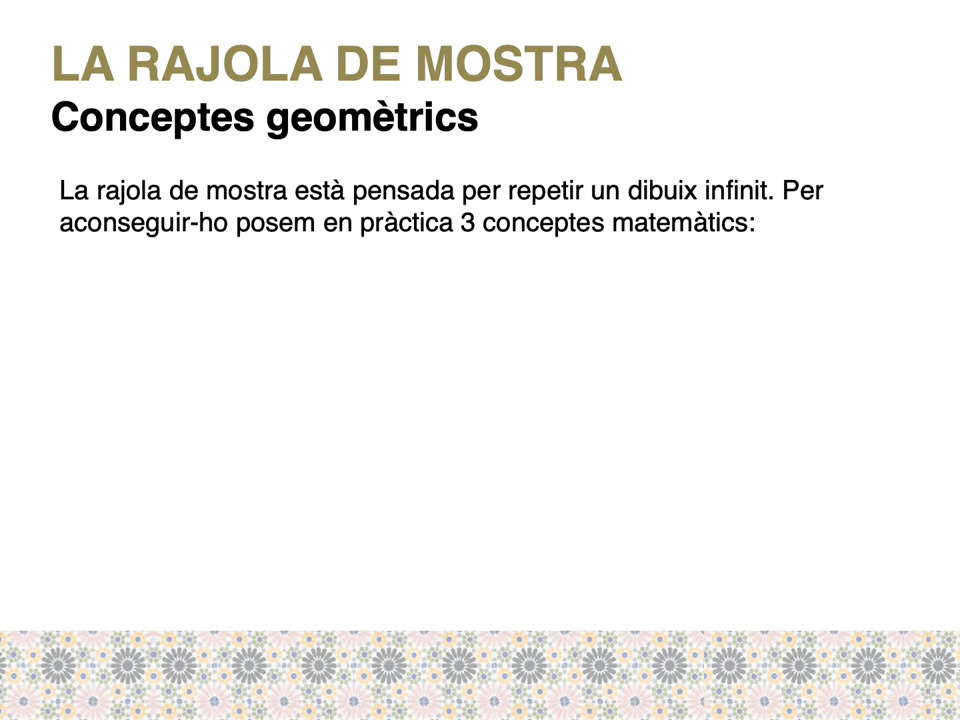 LA RAJOLA DE MOSTRA
Conceptes geomètrics
La rajola de mostra està pensada per repetir un dibuix infinit. Per
aconseguir-ho posem en pràctica 3 conceptes matemàtics: